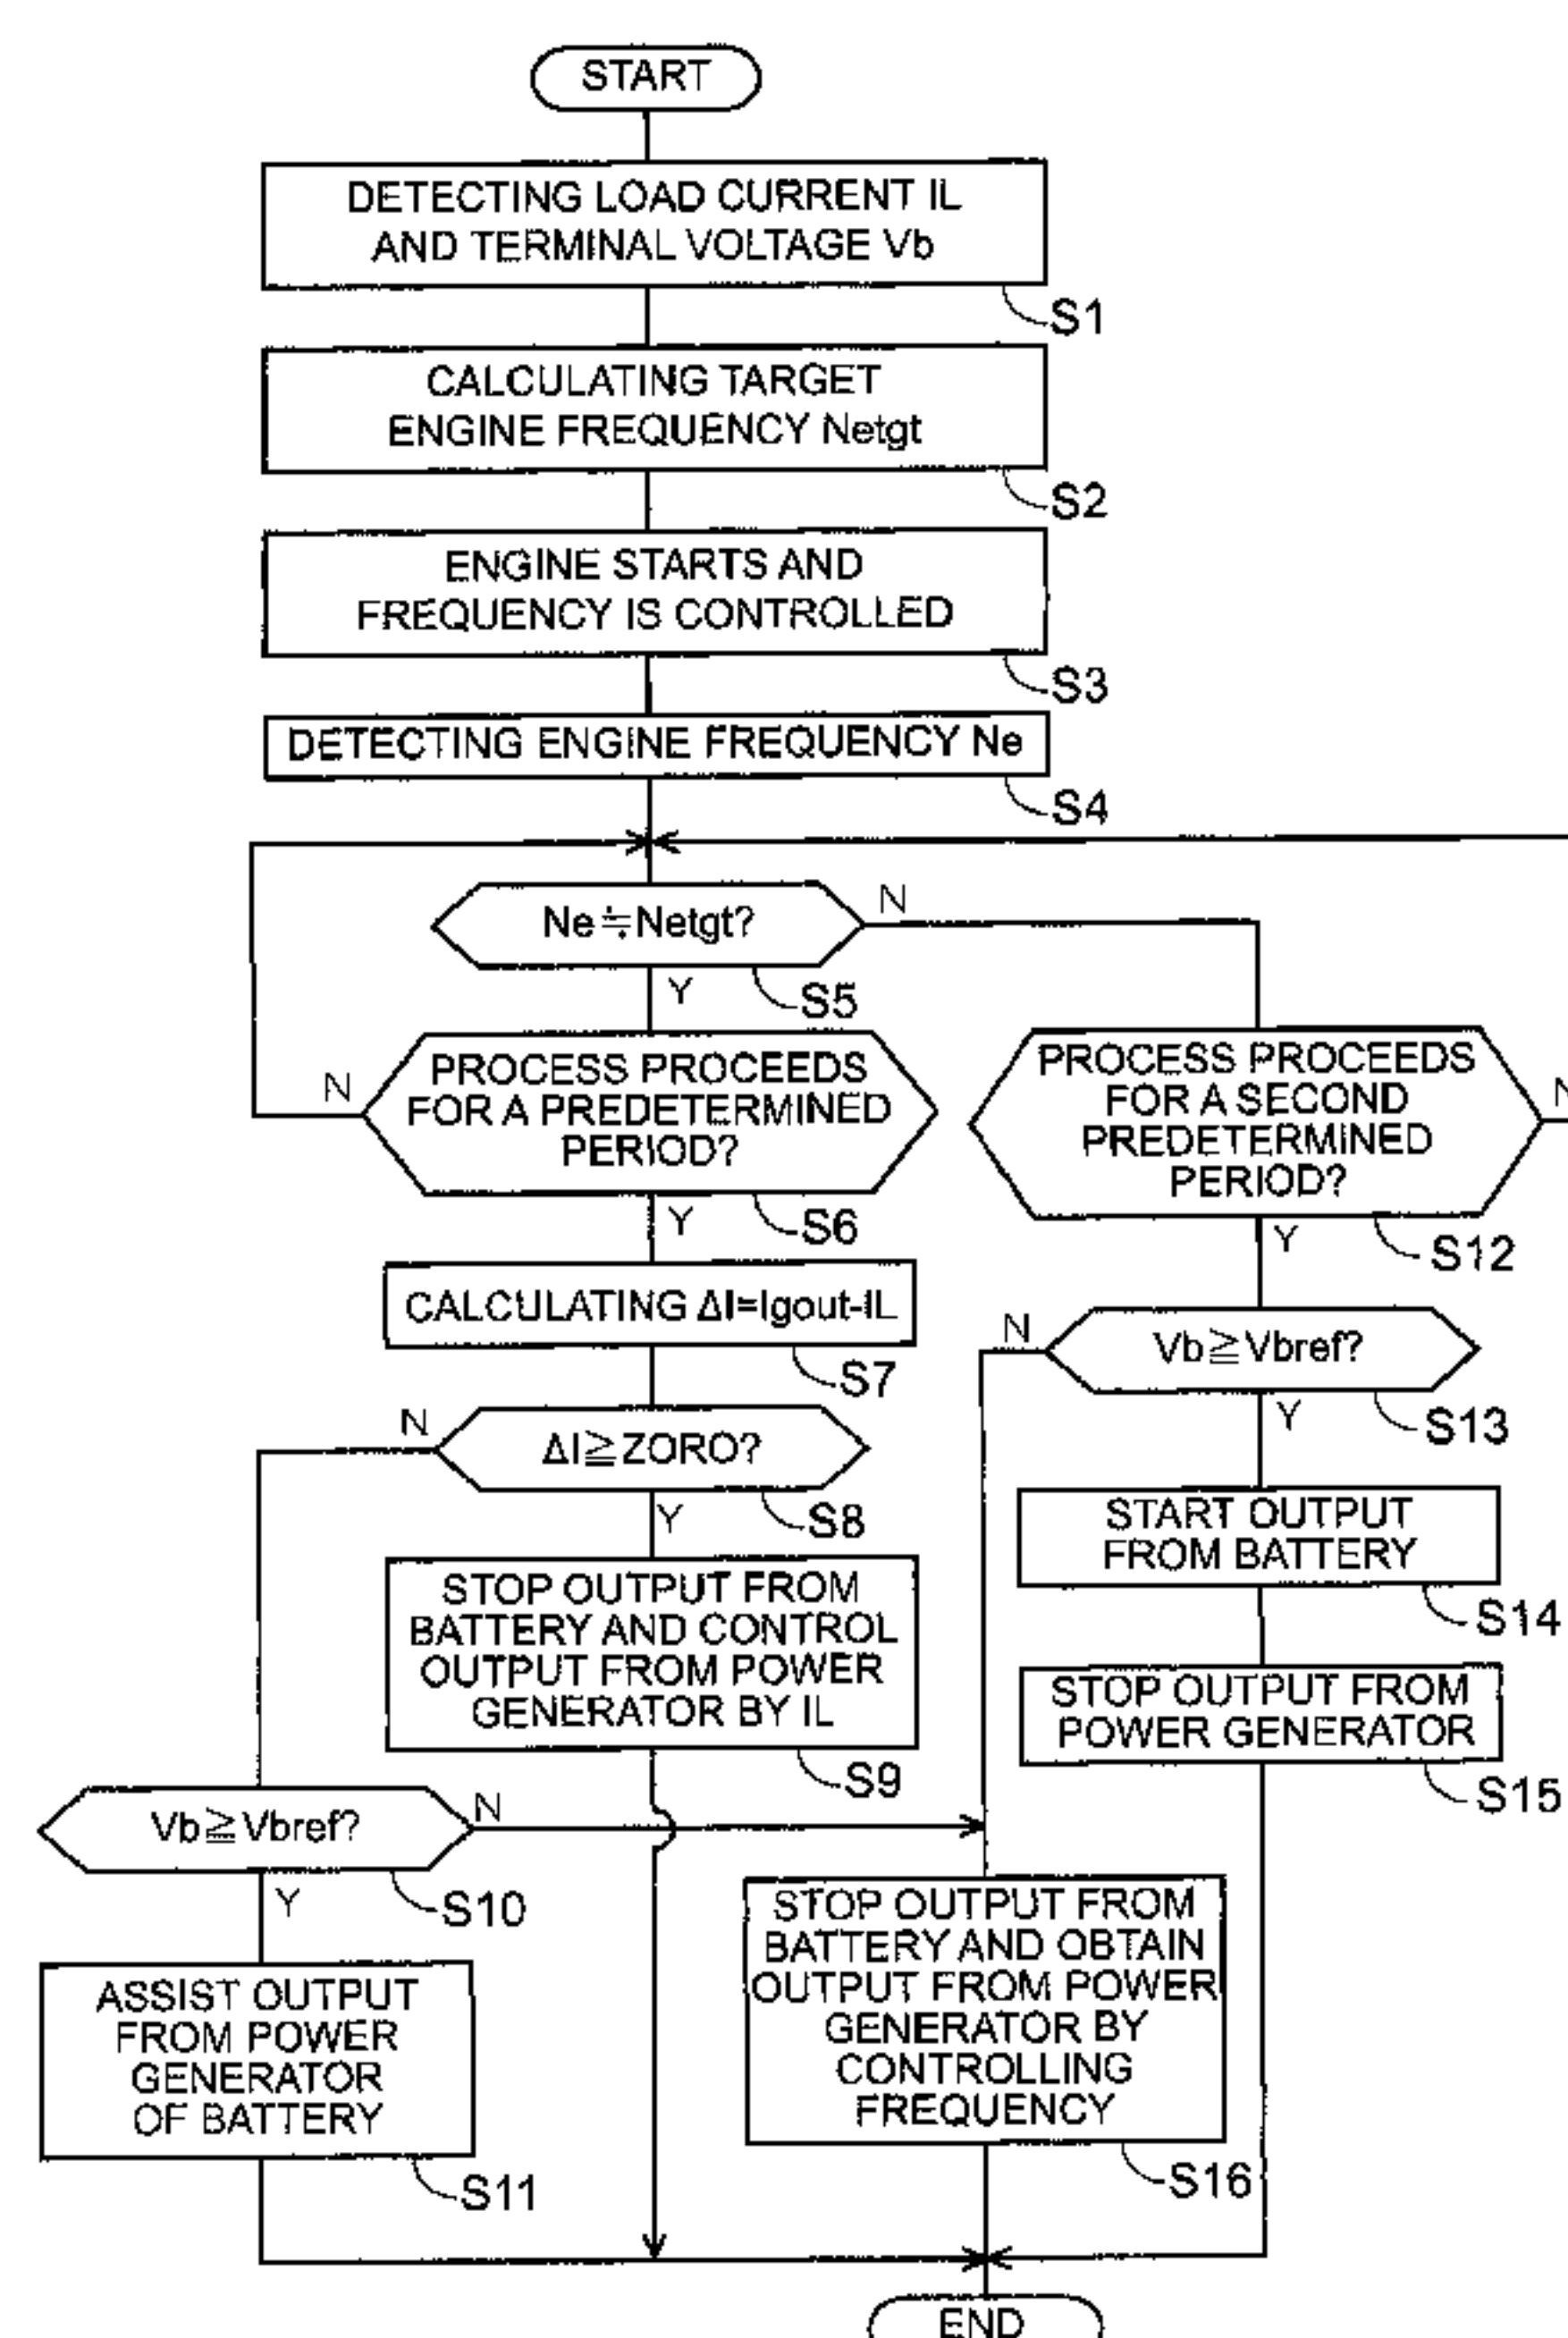 START
DETECTING LOAD CURRENT IL
AND TERMINAL VOLTAGE Vb
S1
CALCULATING TARGET
ENGINE FREQUENCY Netgt
S2
ENGINE STARTS AND
FREQUENCY IS CONTROLLED
S3
DETECTING ENGINE FREQUENCY Ne
S4
Ne≒Netgt?
N
Y
S5
PROCESS PROCEEDS
FOR A PREDETERMINED
PERIOD?
N
Y
S6
PROCESS PROCEEDS
FOR A SECOND
PREDETERMINED
PERIOD?
N
Y
S12
CALCULATING ΔI=Igout-IL
S7
Vb≧Vbref?
N
Y
S13
ΔI≧ZORO?
N
Y
S8
START OUTPUT
FROM BATTERY
S14
STOP OUTPUT FROM
BATTERY AND CONTROL
OUTPUT FROM POWER
GENERATOR BY IL
S9
STOP OUTPUT FROM
POWER GENERATOR
S15
Vb≧Vbref?
N
Y
S10
STOP OUTPUT FROM
BATTERY AND OBTAIN
OUTPUT FROM POWER
GENERATOR BY
CONTROLLING
FREQUENCY
S16
ASSIST OUTPUT
FROM POWER
GENERATOR
OF BATTERY
S11
END